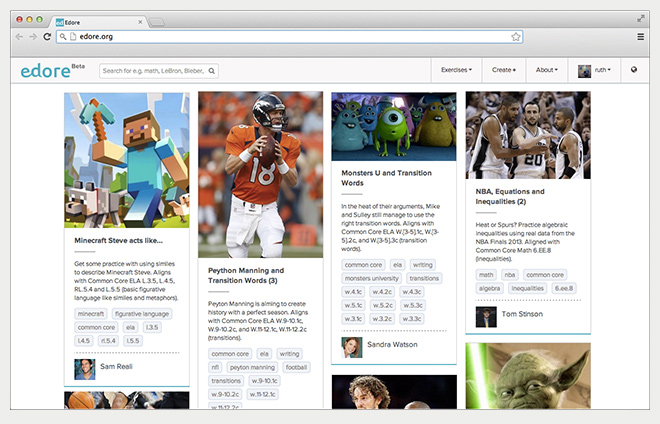 Edore
edore.org
edore Beta
Search for e.g. math, LeBron, Bieber,
Exercises
Create +
About
ruth
Minecraft Steve acts like...
Get some practice with using similes
to describe Minecraft Steve. Aligns
with Common Core ELA L.3.5, L.4.5,
RL.5.4 and L.5.5 (basic figurative
language like similes and metaphors).
minecraft figurative language
common core ela l.3.5
l.4.5 rl.5.4 l.5.5
Sam Reall
18
Peython Manning and
Transition Words (3)
Peyton Manning is aiming to create
history with a perfect season. Aligns
with Common Core ELA W.9-10.1c,
W.9-10.2c, and W.11-12.1c, W.11-12.2c
(transitions).
common core ela writing
nfl peyton manning football
transitions w.9-10.1c
w.9-10.2c w.11-12.1c
w.11-12.2c
Monsters U and Transition
Words
In the heat of their arguments, Mike
and Sulley still manage to use the
right transition words. Aligns with
Common Core ELA W.[3-5].1c, W.[3-
5].2c, and W.[3-5].3c (transition
words).
common core ela writing
monsters university transitions
w.4.1c w.4.2c w.4.3c
w.5.1c w.5.2c w.5.3c
w.3.1c w.3.2c w.3.3c
Sandra Watson
20
NBA, Equations and
Inequalities (2)
Heat or Spurs? Practice algebraic
inequalities using real data from the
NBA Finals 2013. Aligned with
Common Core Math 6.EE.8
(inequalities).
math nba common core
algebra inequalities 6.ee.8
Tom Stinson